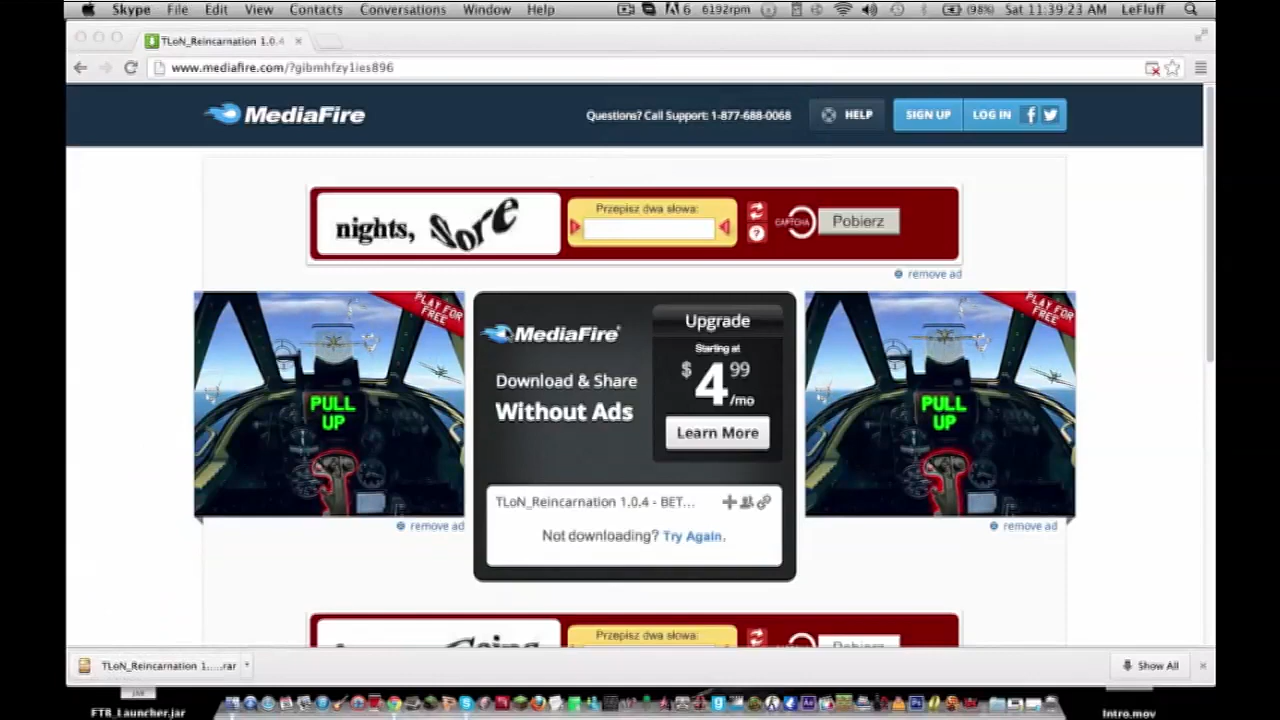 Skype File Edit View Contacts Conversations Window Help 6 6192rpm (98%) Sat 11:39:23 AM LeFluff
TLoN_Reincarnation 1.0.4
www.mediafire.com/?gibmhfzy1ies896
MediaFire Questions? Call Support: 1-877-688-0068 HELP SIGN UP LOG IN
nights, Sore Przepisz dwa słowa: CAPTCHA Pobierz
remove ad
PLAY FOR FREE
PULL UP
remove ad
MediaFire
Download & Share
Without Ads
Upgrade
Starting at
$4.99
/mo
Learn More
TLoN_Reincarnation 1.0.4 - BET...
Not downloading? Try Again.
PLAY FOR FREE
PULL UP
remove ad
Przepisz dwa słowa:
TLoN_Reincarnation 1.....rar Show All
FTB_Launcher.jar Intro.mov